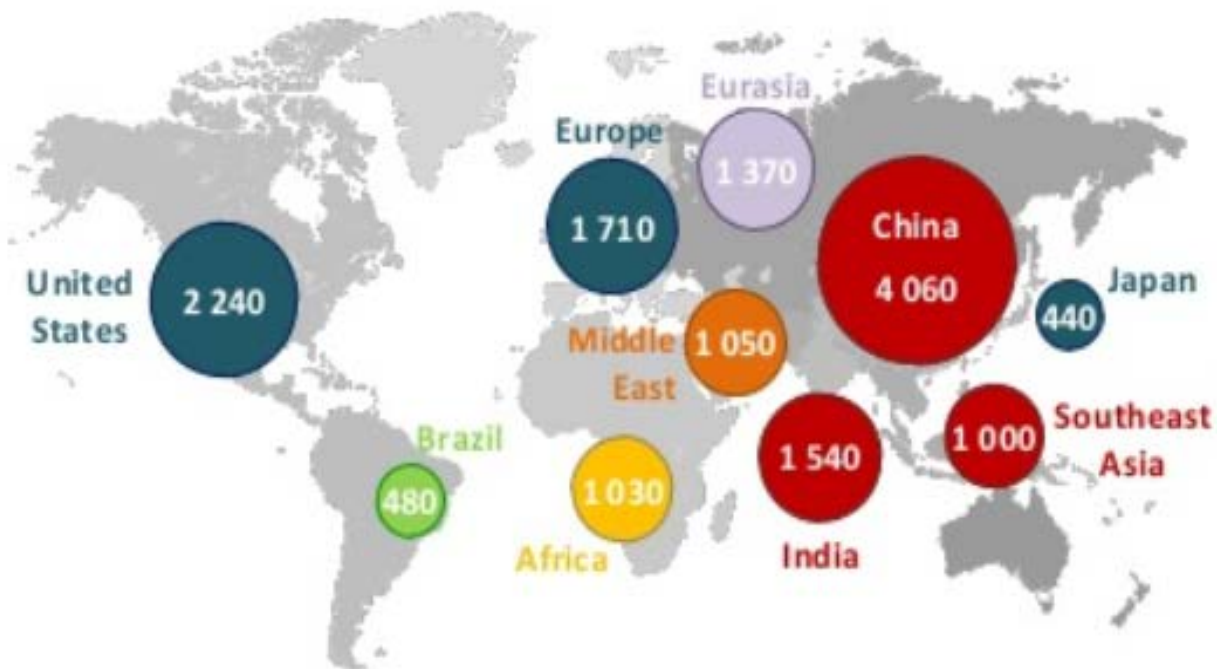 Eurasia
1 370
Europe
1 710
China
4 060
United
States
2 240
Japan
440
Middle
East
1 050
Brazil
480
Africa
1 030
India
1 540
Southeast
Asia
1 000